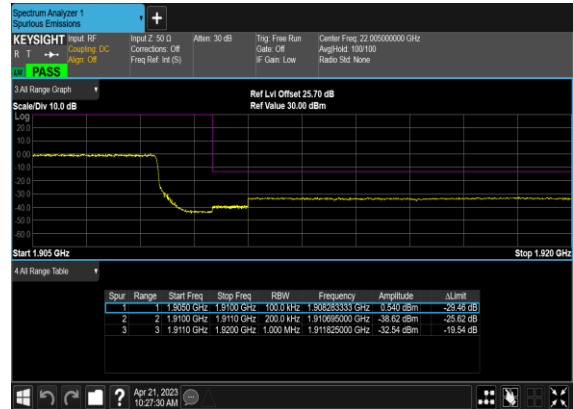 Spectrum Analyzer 1
Spurious Emissions
KEYSIGHT Input: RF Input Z: 50 Ω Atten: 30 dB Trig: Free Run Center Freq: 22.005000000 GHz
R T Coupling: DC Corrections: Off Gate: Off Avg|Hold: 100/100
Align: Off Freq Ref: Int (S) IF Gain: Low Radio Std: None
PASS
3 All Range Graph Ref Lvl Offset 25.70 dB
Scale/Div 10.0 dB Ref Value 30.00 dBm
Log
20.0
10.0
0.00
-10.0
-20.0
-30.0
-40.0
-50.0
-60.0
Start 1.905 GHz Stop 1.920 GHz
4 All Range Table
Spur Range Start Freq Stop Freq RBW Frequency Amplitude ΔLimit
1 1 1.9050 GHz 1.9100 GHz 100.0 kHz 1.908283333 GHz 0.540 dBm -29.46 dB
2 2 1.9100 GHz 1.9110 GHz 200.0 kHz 1.910695000 GHz -38.62 dBm -25.62 dB
3 3 1.9110 GHz 1.9200 GHz 1.000 MHz 1.911825000 GHz -32.54 dBm -19.54 dB
? Apr 21, 2023
10:27:30 AM